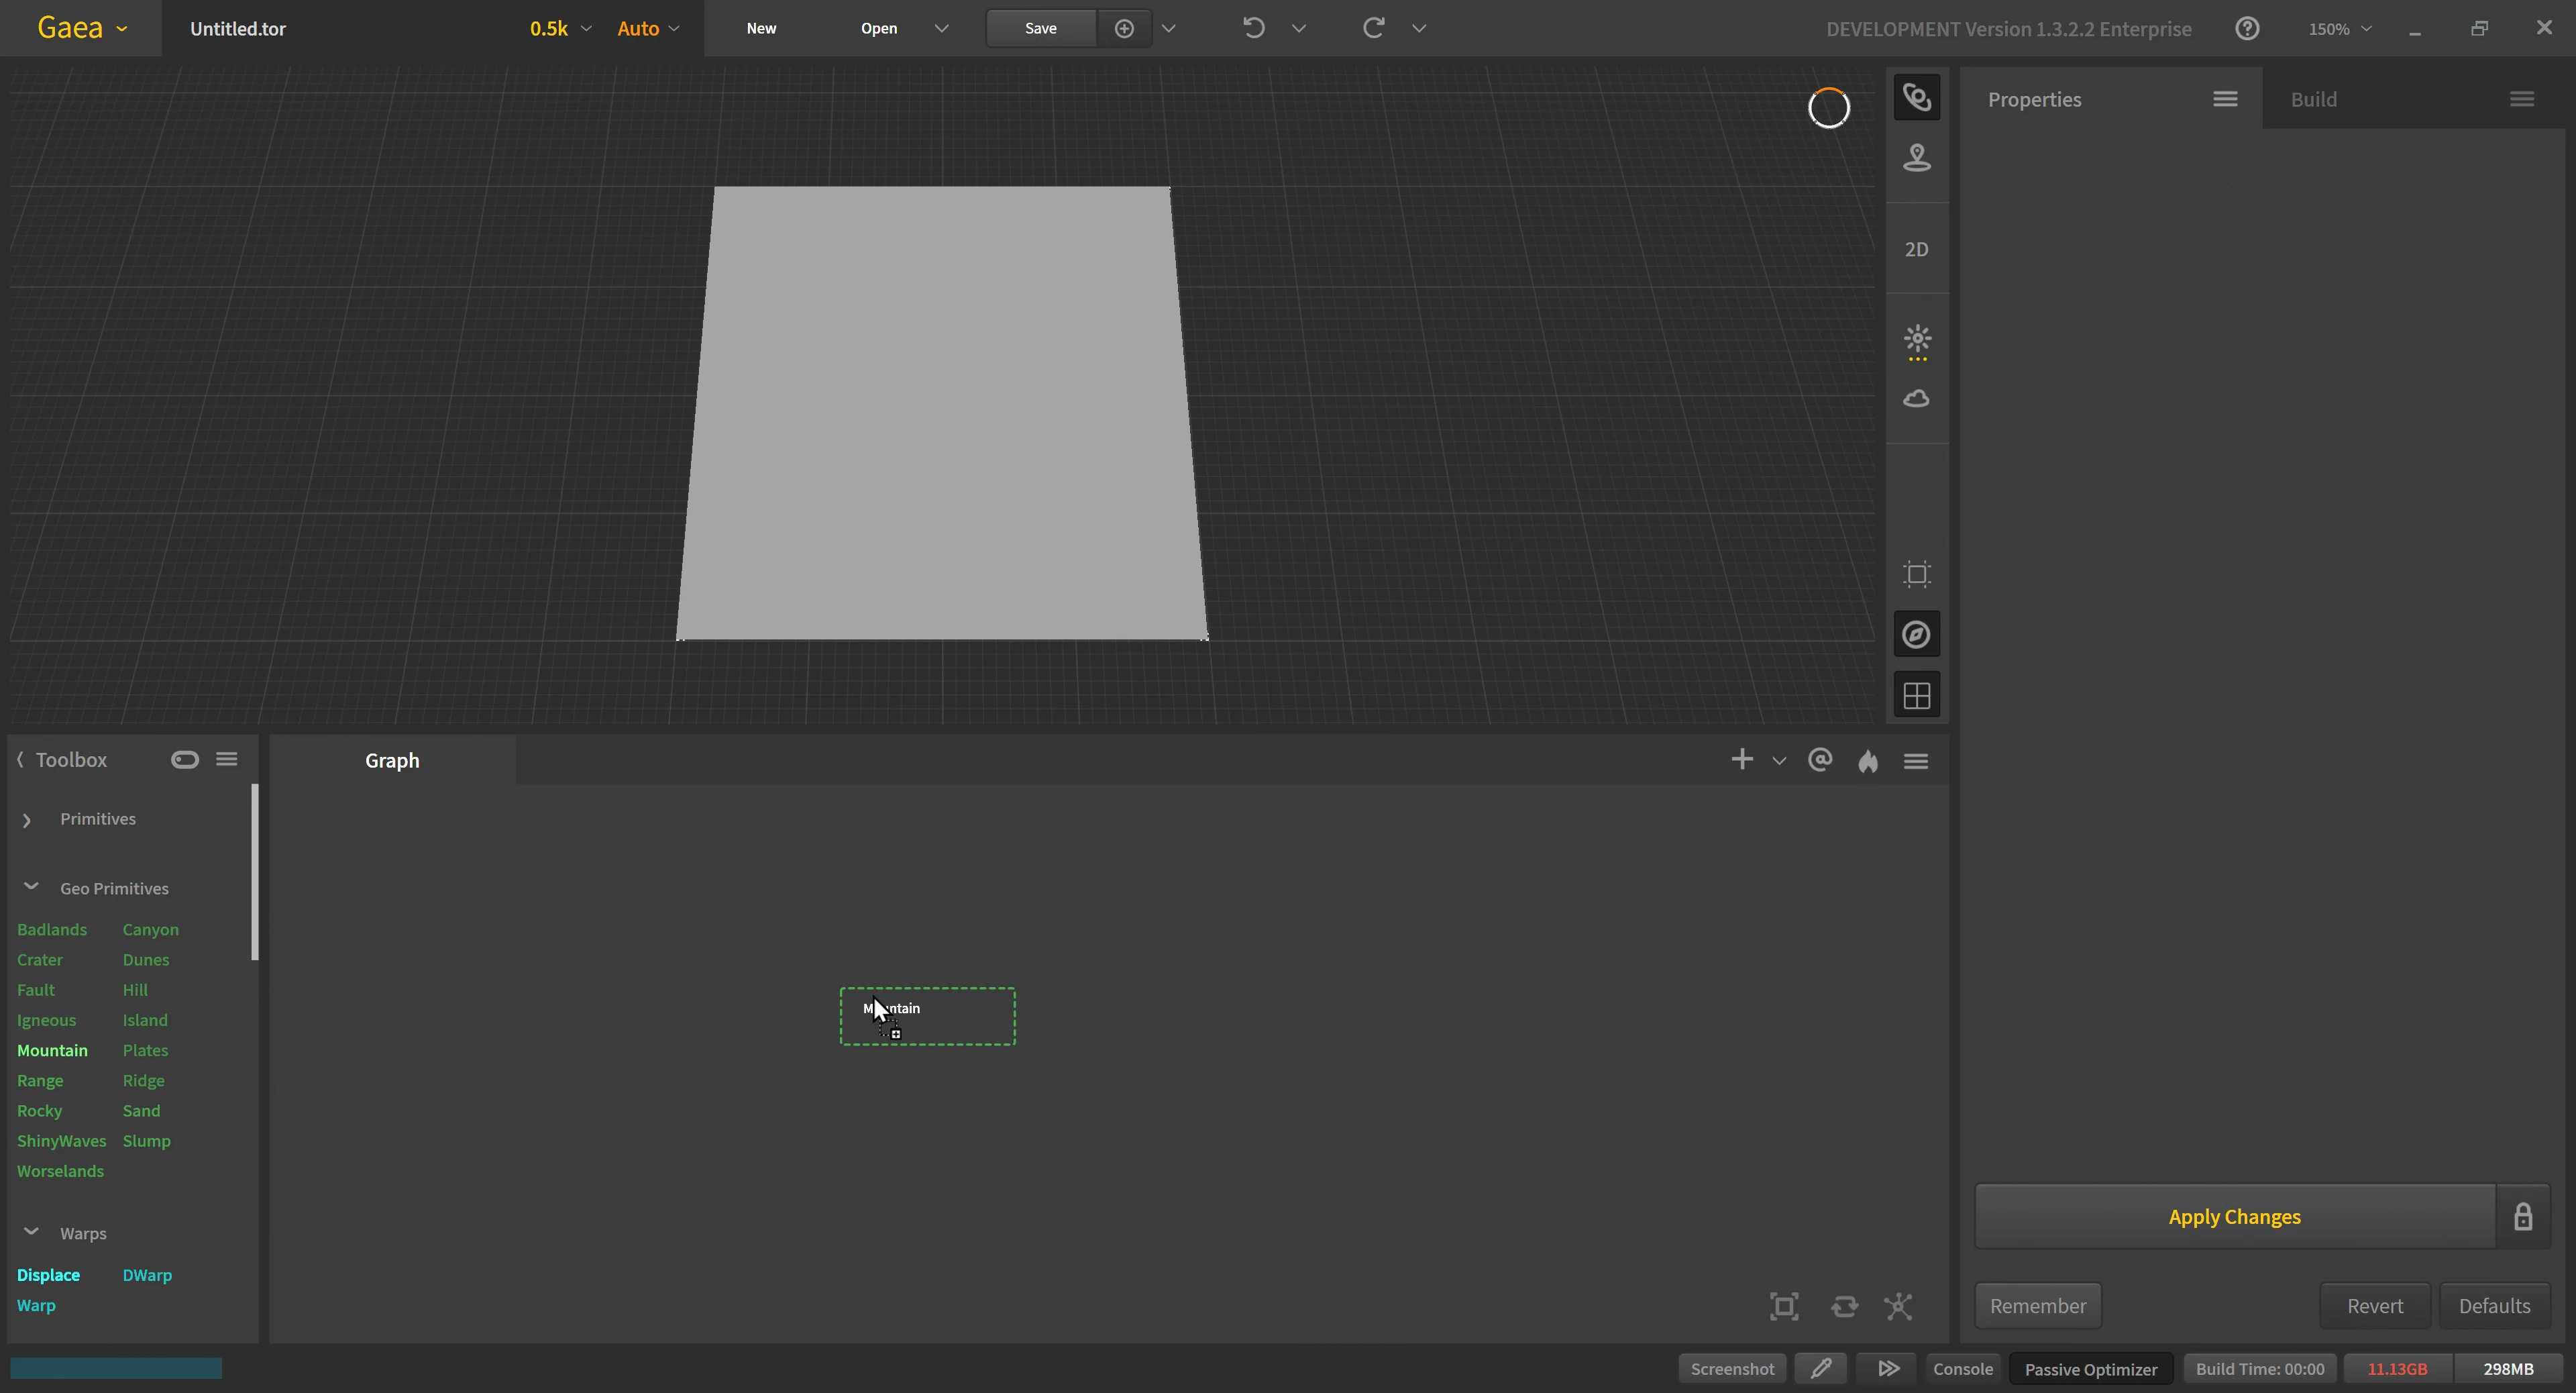 Gaea
Untitled.tor
0.5k
Auto
New
Open
Save
DEVELOPMENT Version 1.3.2.2 Enterprise
150%
Properties
Build
2D
Toolbox
Graph
Primitives
Geo Primitives
Badlands Canyon
Crater Dunes
Fault Hill
Igneous Island
Mountain Plates
Range Ridge
Rocky Sand
ShinyWaves Slump
Worselands
Warps
Displace DWarp
Warp
Mountain
Apply Changes
Remember
Revert
Defaults
Screenshot
Console
Passive Optimizer
Build Time: 00:00
11.13GB
298MB